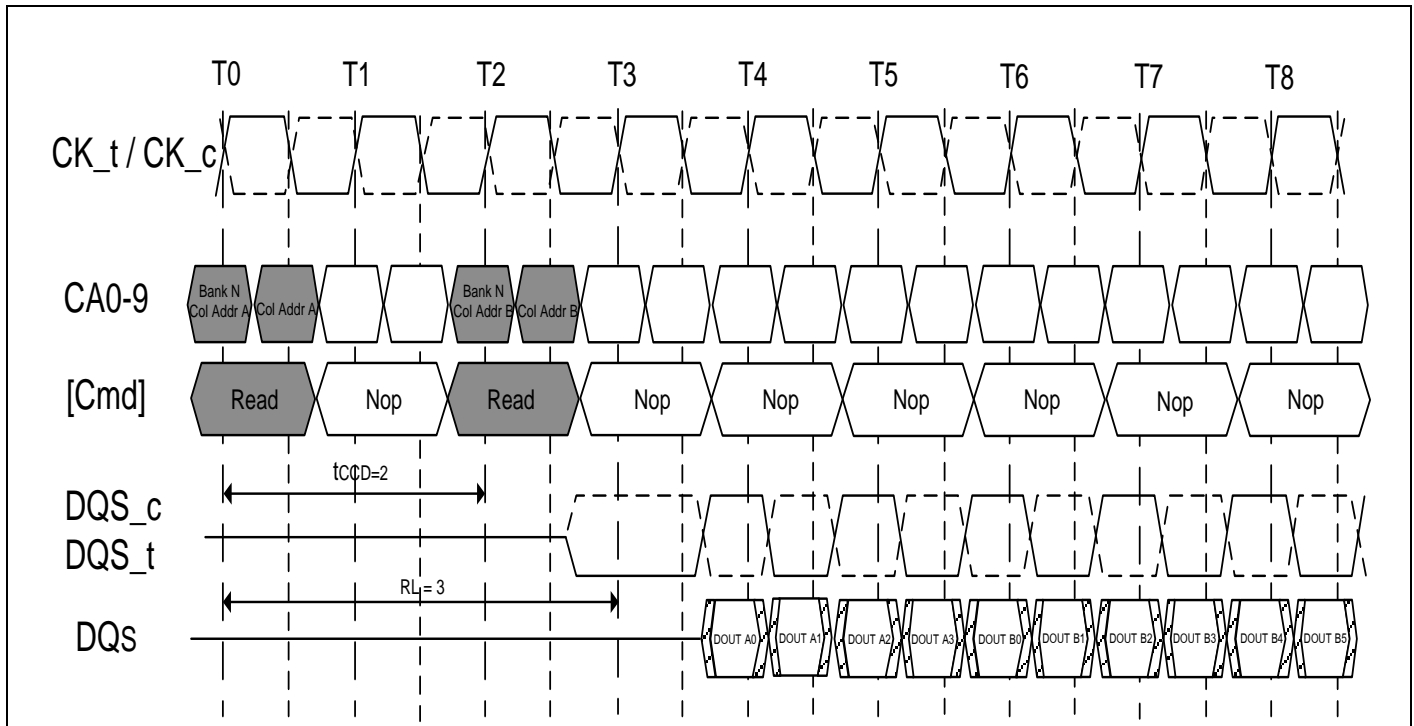 T0 T1 T2 T3 T4 T5 T6 T7 T8
CK_t / CK_c
CA0-9
Bank N
Col Addr A
Col Addr A
Bank N
Col Addr B
Col Addr B
[Cmd]
Read Nop Read Nop Nop Nop Nop Nop Nop
tCCD=2
DQS_c
DQS_t
RL = 3
DQs
DOUT A0 DOUT A1 DOUT A2 DOUT A3 DOUT B0 DOUT B1 DOUT B2 DOUT B3 DOUT B4 DOUT B5